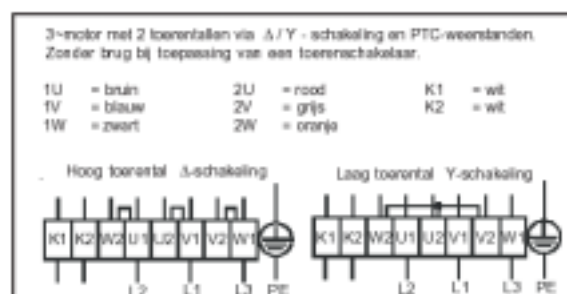 3~motor met 2 toerentallen via Δ / Y - schakeling en PTC-weerstanden.
Zonder brug bij toepassing van een toerenschakelaar.
1U = bruin 2U = rood K1 = wit
1V = blauw 2V = grijs K2 = wit
1W = zwart 2W = oranje
Hoog toerental Δ-schakeling Laag toerental Y-schakeling
K1 K2 W2 U1 U2 V1 V2 W1 K1 K2 W2 U1 U2 V1 V2 W1
L2 L1 L3 PE L2 L1 L3 PE